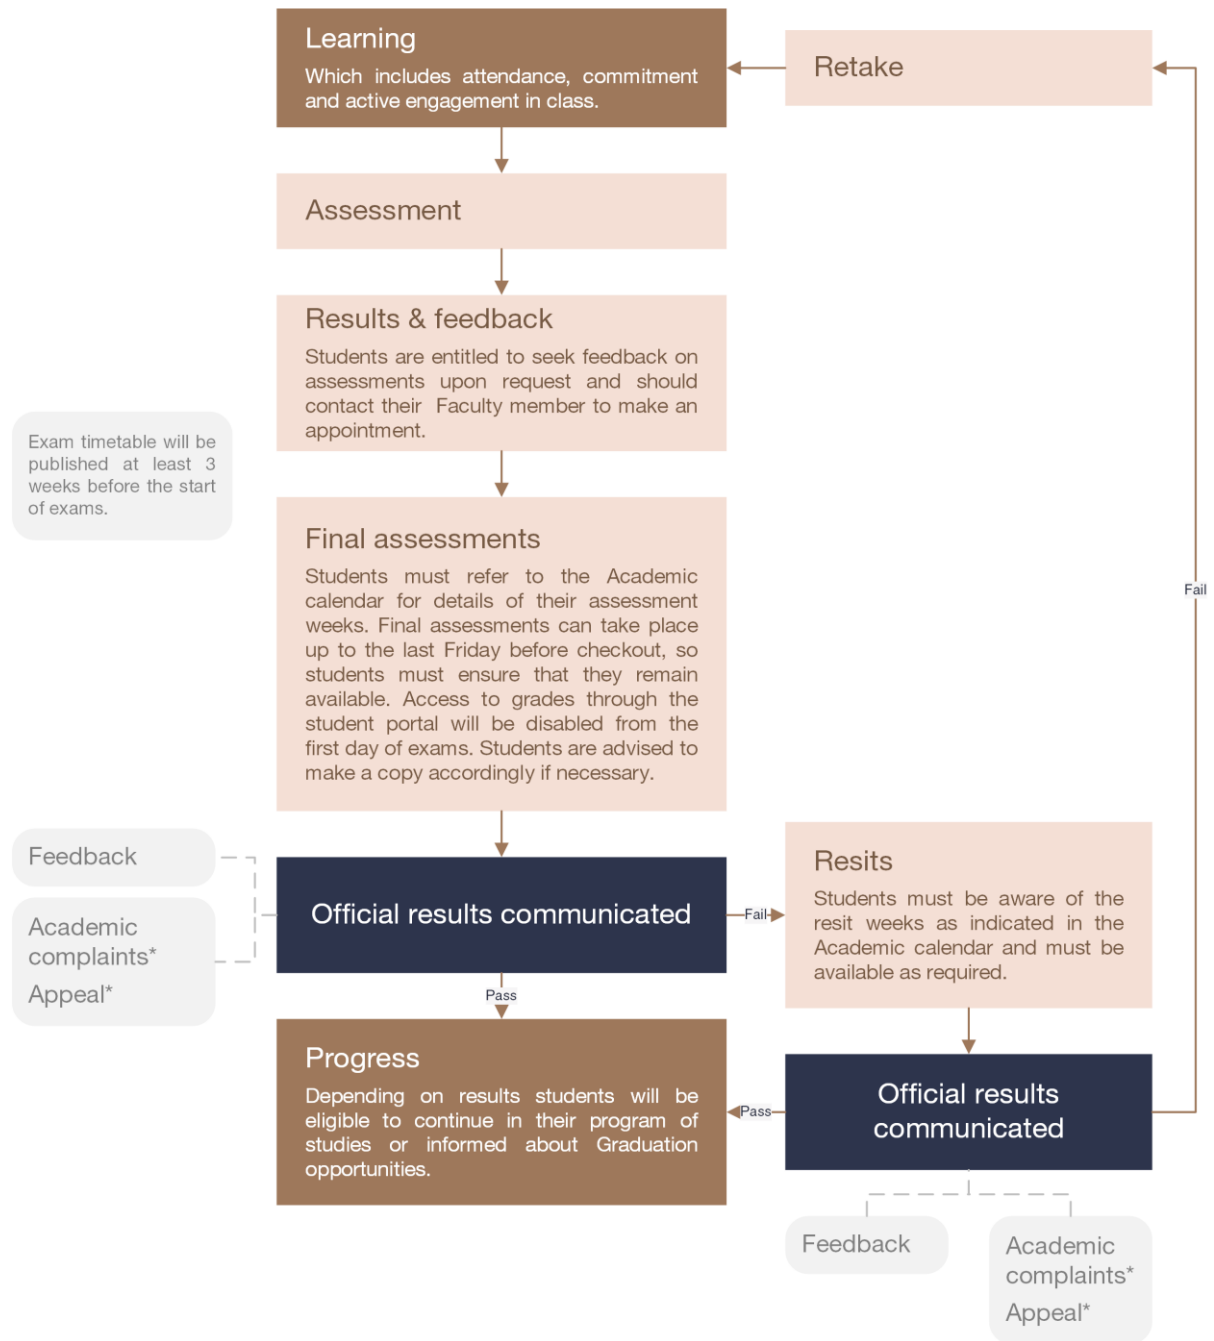 Learning
Which includes attendance, commitment
and active engagement in class.
Retake
Assessment
Results & feedback
Students are entitled to seek feedback on
assessments upon request and should
contact their Faculty member to make an
appointment.
Exam timetable will be
published at least 3
weeks before the start
of exams.
Final assessments
Students must refer to the Academic
calendar for details of their assessment
weeks. Final assessments can take place
up to the last Friday before checkout, so
students must ensure that they remain
available. Access to grades through the
student portal will be disabled from the
first day of exams. Students are advised to
make a copy accordingly if necessary.
Fail
Feedback
Academic
complaints*
Appeal*
Official results communicated
Fail
Resits
Students must be aware of the
resit weeks as indicated in the
Academic calendar and must be
available as required.
Pass
Progress
Depending on results students will be
eligible to continue in their program of
studies or informed about Graduation
opportunities.
Pass
Official results
communicated
Feedback
Academic
complaints*
Appeal*